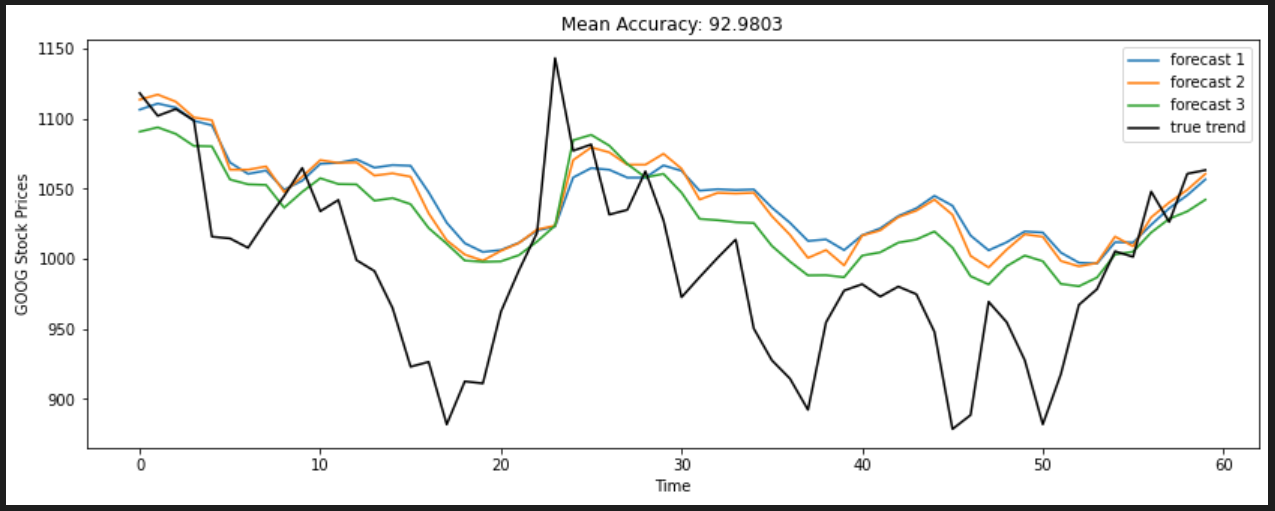 Mean Accuracy: 92.9803
1150
1100
1050
1000
950
900
GOOG Stock Prices
forecast 1
forecast 2
forecast 3
true trend
0 10 20 30 40 50 60
Time